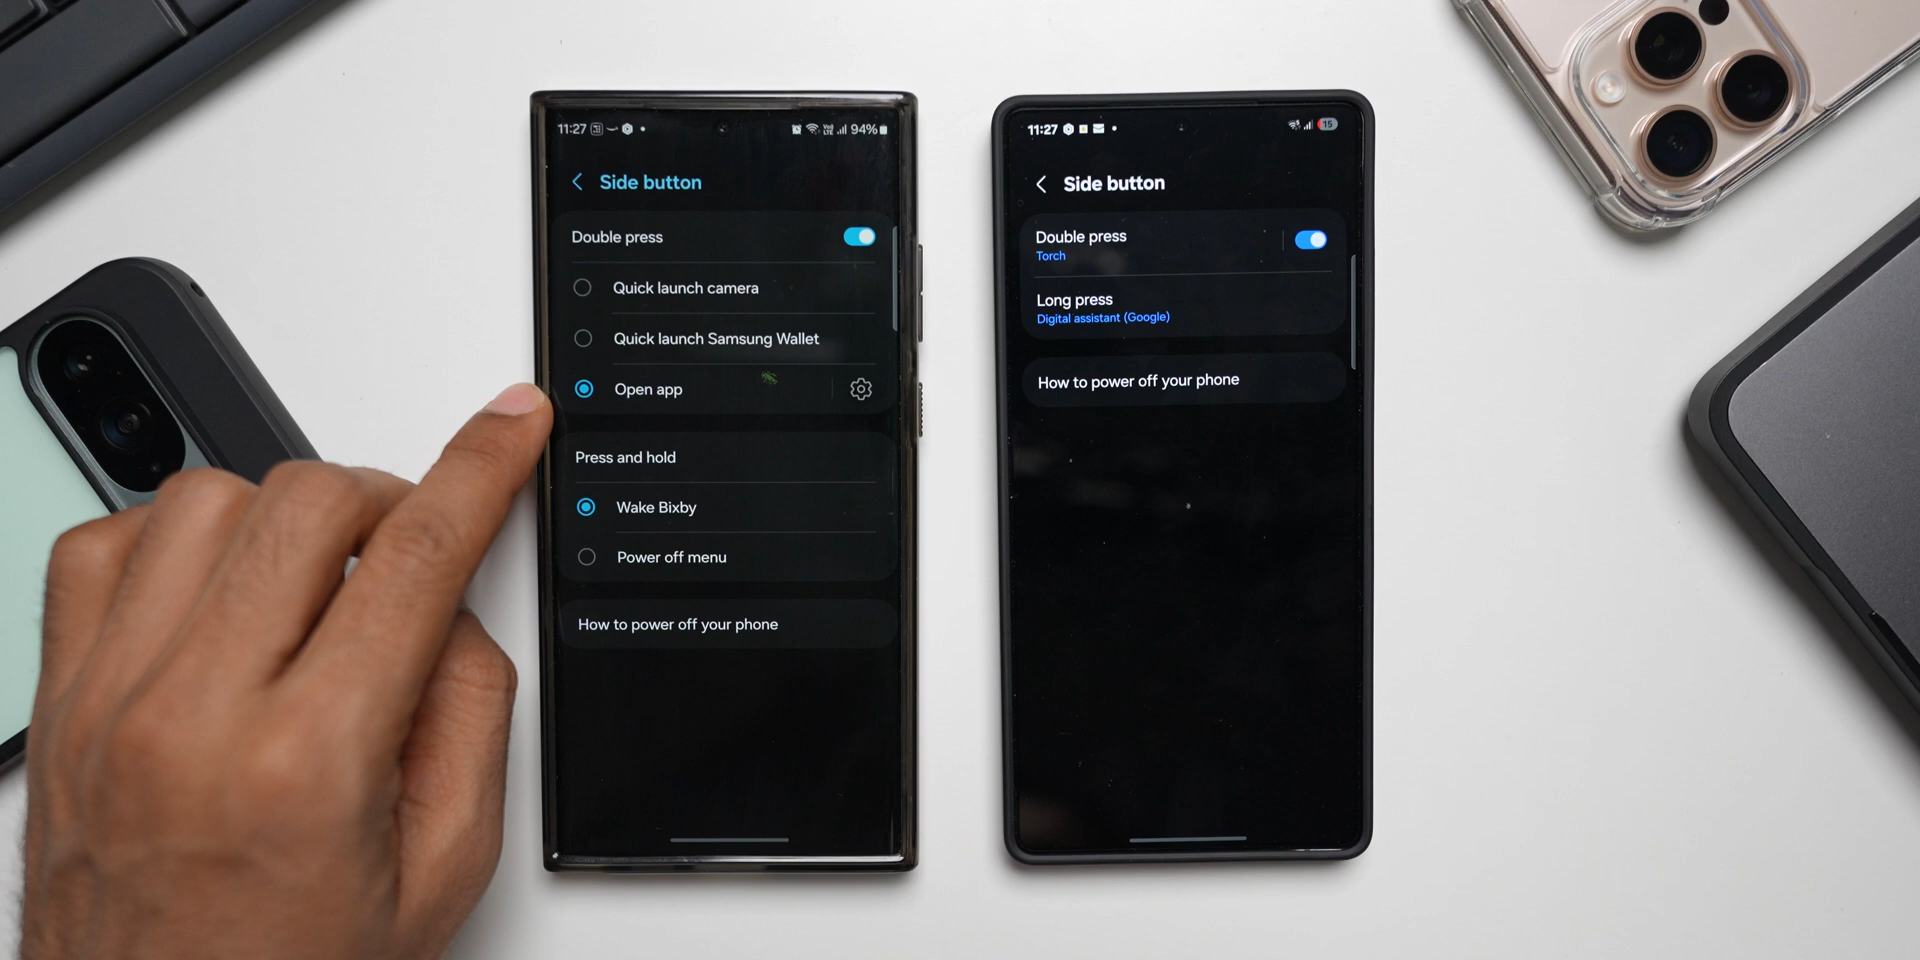 11:27
94%
Side button
Double press
Quick launch camera
Quick launch Samsung Wallet
Open app
Press and hold
Wake Bixby
Power off menu
How to power off your phone
11:27
15
Side button
Double press
Torch
Long press
Digital assistant (Google)
How to power off your phone